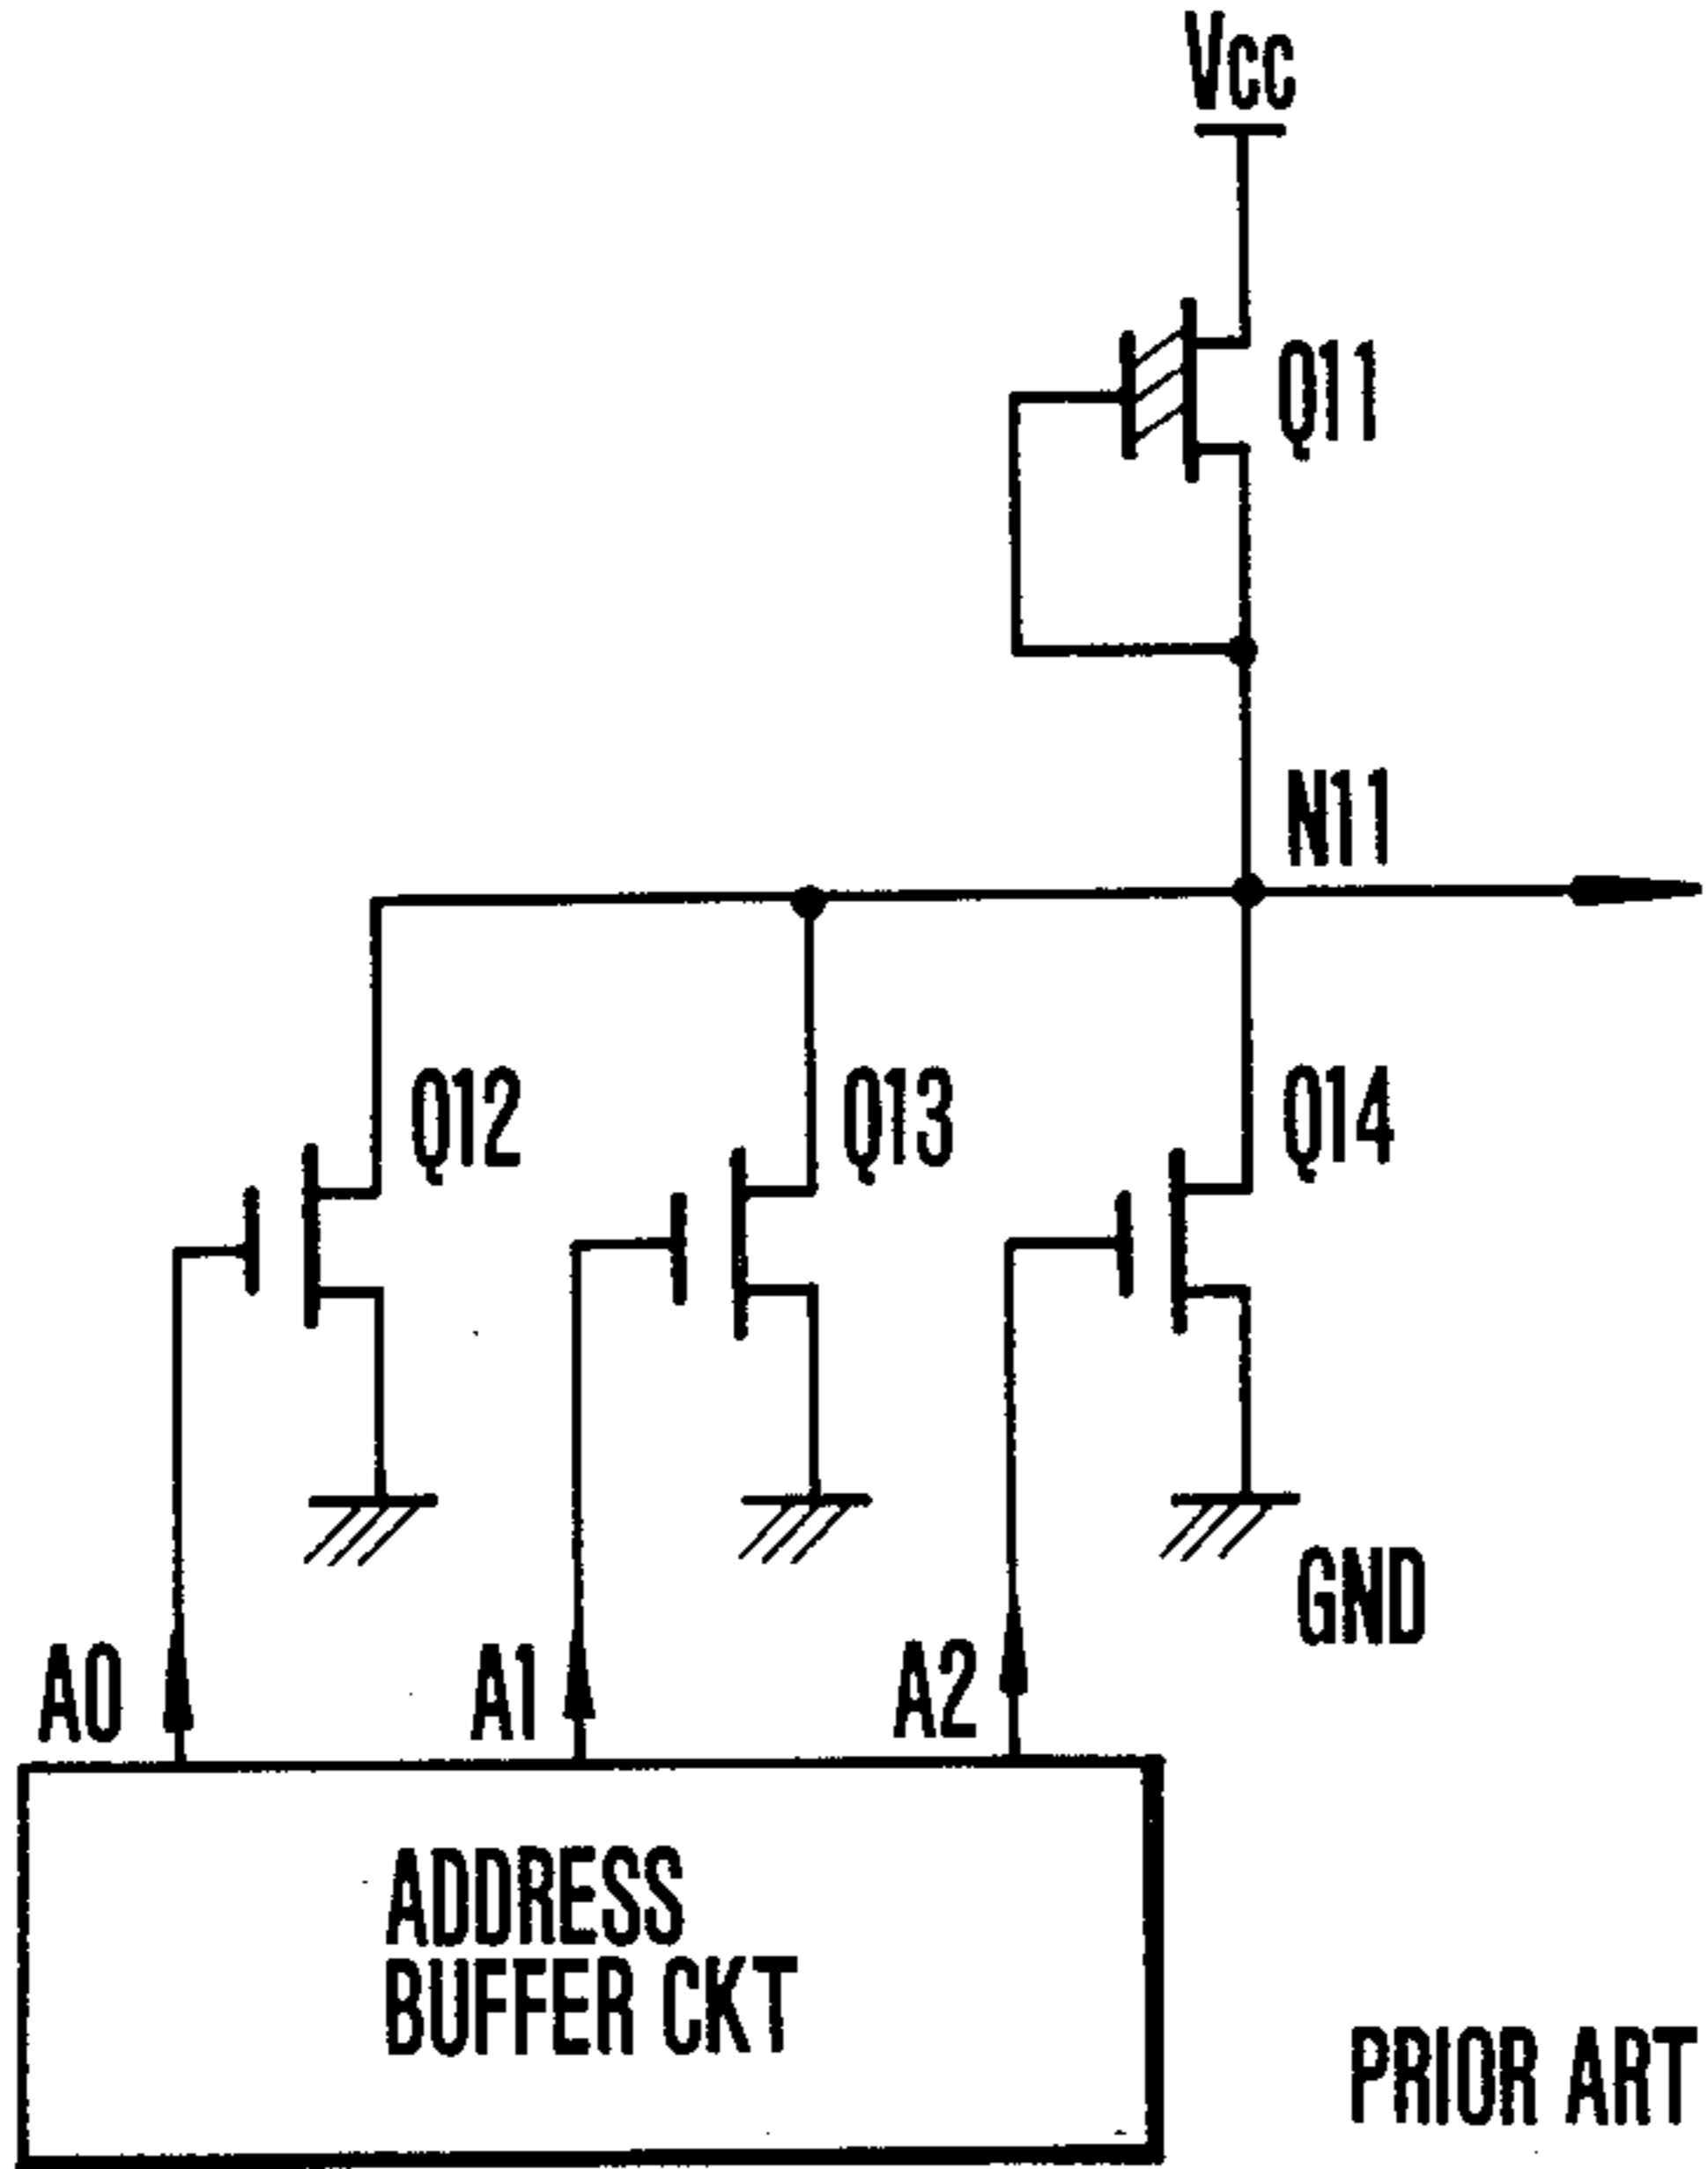 Vcc
Q11
N11
Q12
Q13
Q14
GND
A0
A1
A2
ADDRESS
BUFFER CKT
PRIOR ART